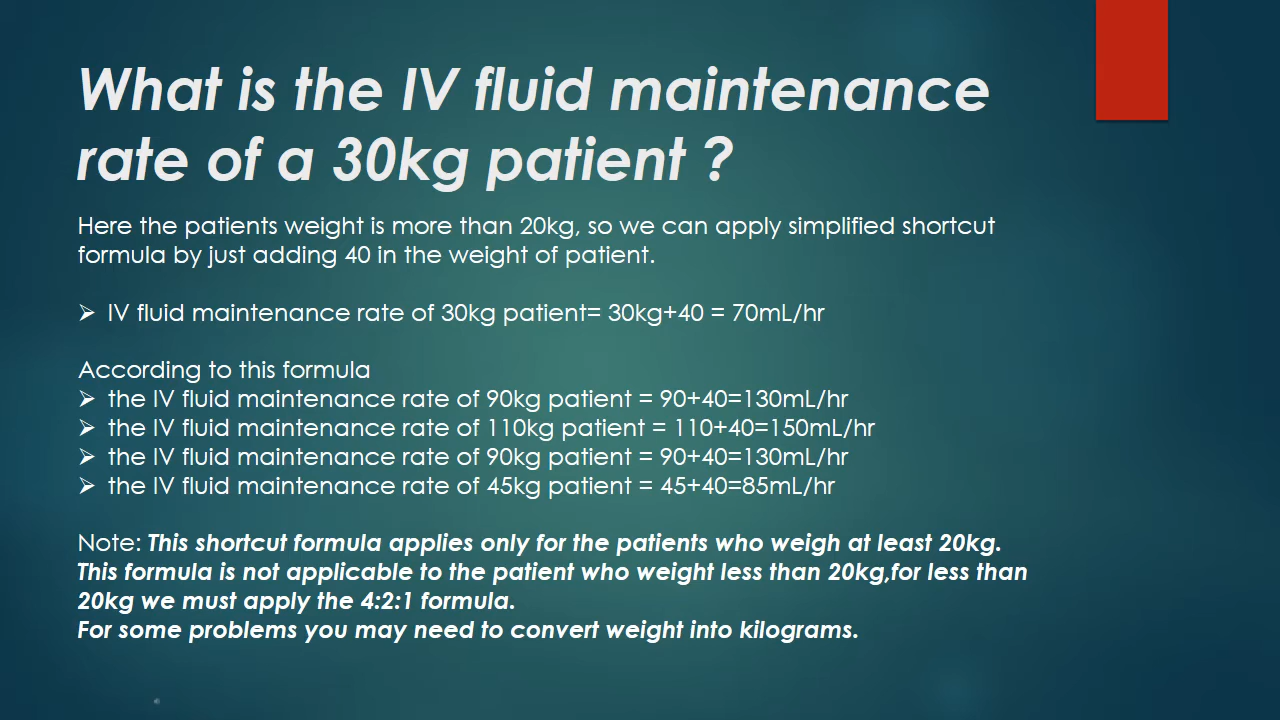 What is the IV fluid maintenance
rate of a 30kg patient ?
Here the patients weight is more than 20kg, so we can apply simplified shortcut
formula by just adding 40 in the weight of patient.
➢ IV fluid maintenance rate of 30kg patient= 30kg+40 = 70mL/hr
According to this formula
➢ the IV fluid maintenance rate of 90kg patient = 90+40=130mL/hr
➢ the IV fluid maintenance rate of 110kg patient = 110+40=150mL/hr
➢ the IV fluid maintenance rate of 90kg patient = 90+40=130mL/hr
➢ the IV fluid maintenance rate of 45kg patient = 45+40=85mL/hr
Note: This shortcut formula applies only for the patients who weigh at least 20kg.
This formula is not applicable to the patient who weight less than 20kg,for less than
20kg we must apply the 4:2:1 formula.
For some problems you may need to convert weight into kilograms.